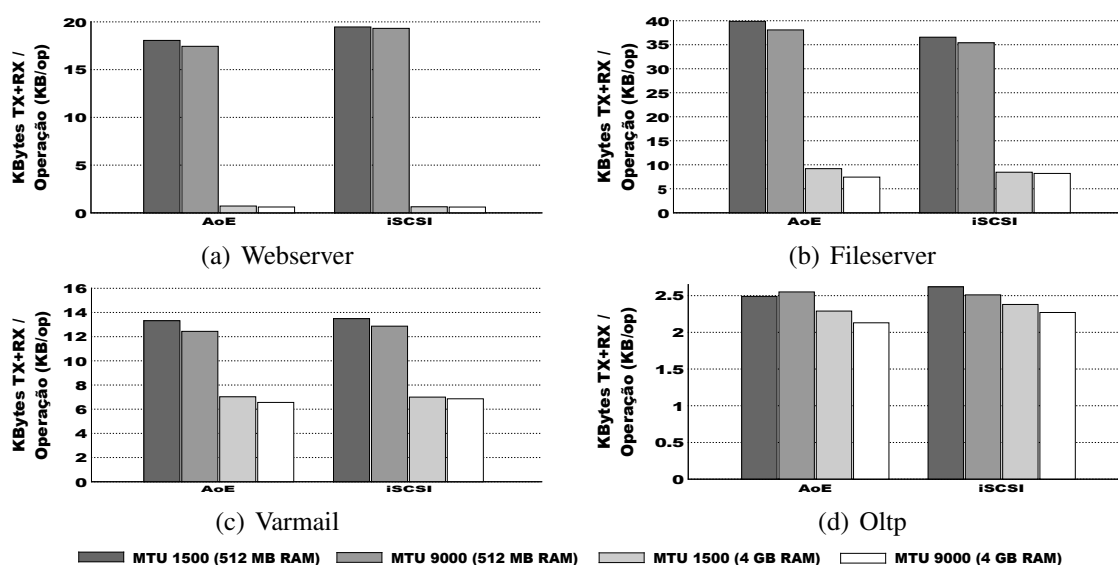 KBytes TX+RX /
Operação (KB/op)
20
15
10
5
0
AoE
iSCSI
(a) Webserver
KBytes TX+RX /
Operação (KB/op)
40
35
30
25
20
15
10
5
0
AoE
iSCSI
(b) Fileserver
KBytes TX+RX /
Operação (KB/op)
16
14
12
10
8
6
4
2
0
AoE
iSCSI
(c) Varmail
KBytes TX+RX /
Operação (KB/op)
2.5
2
1.5
1
0.5
0
AoE
iSCSI
(d) Oltp
MTU 1500 (512 MB RAM)
MTU 9000 (512 MB RAM)
MTU 1500 (4 GB RAM)
MTU 9000 (4 GB RAM)